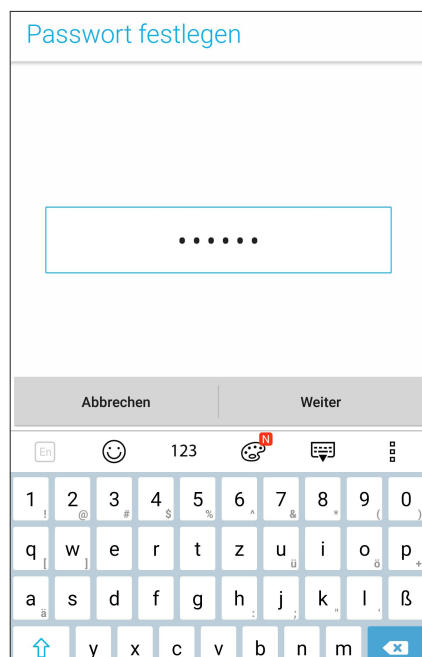 Passwort festlegen
••••••
Abbrechen Weiter
En 123 N
1 ! 2 @ 3 # 4 $ 5 % 6 ^ 7 & 8 * 9 ( 0 )
q [ w ] e r t z u ü i o ö p +
a ä s d f g h : j ; k " l ' ß
y x c v b n m